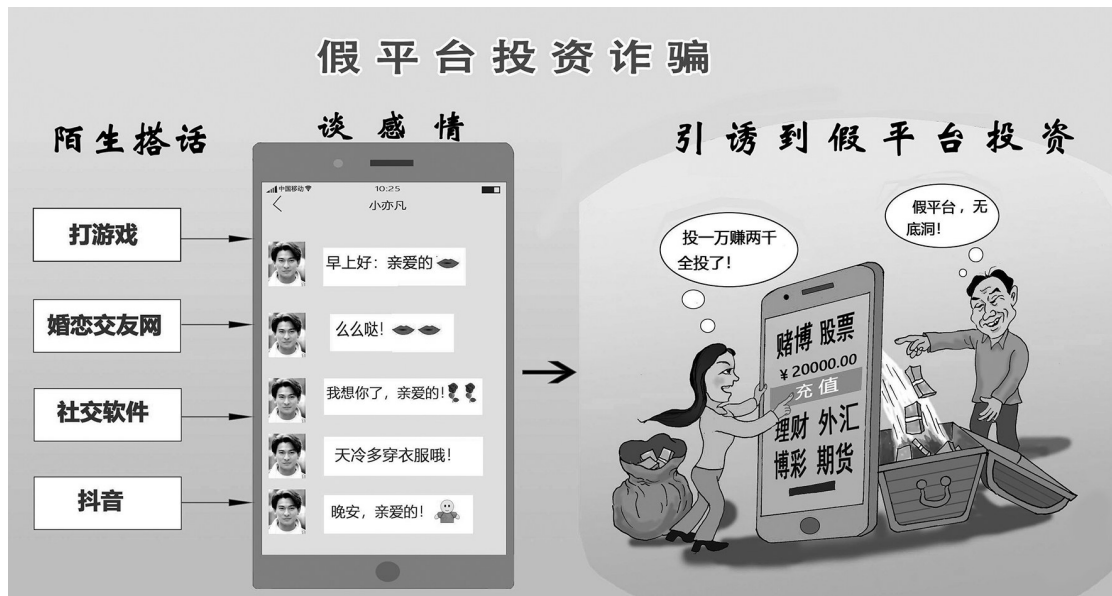 假平台投资诈骗
陌生搭话
谈感情
引诱到假平台投资
打游戏
婚恋交友网
社交软件
抖音
中国移动
10:25
小亦凡
早上好：亲爱的
么么哒！
我想你了，亲爱的！
天冷多穿衣服哦！
晚安，亲爱的！
投一万赚两千
全投了！
假平台，无
底洞！
赌博 股票
￥20000.00
充值
理财 外汇
博彩 期货